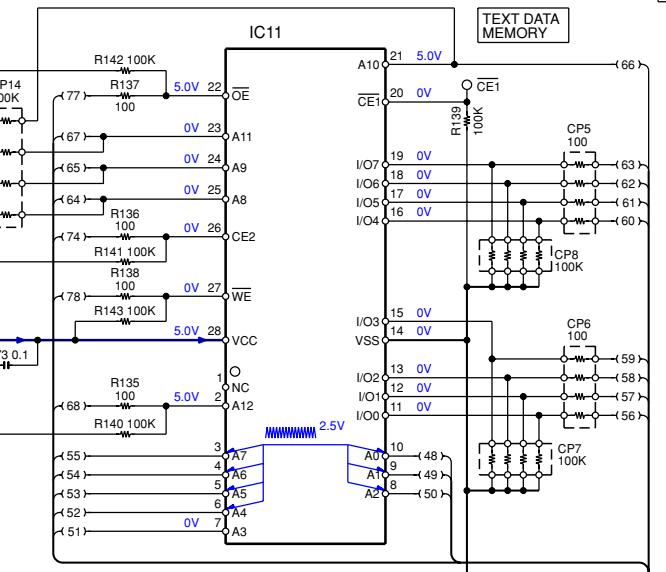 IC11
TEXT DATA
MEMORY
R142 100K
A10 21 5.0V
66
P14
R137
100
77
5.0V 22
OE
20 0V
CE1
CE1
R139
100K
67
0V 23
A11
CP5
100
65
0V 24
A9
I/O7 19 0V
63
I/O6 18 0V
62
64
0V 25
A8
I/O5 17 0V
61
R136
100
I/O4 16 0V
60
74
0V 26
CE2
R141 100K
CP8
100K
R138
100
78
0V 27
WE
R143 100K
I/O3 15 0V
CP6
100
5.0V 28
VCC
VSS 14 0V
3 0.1
59
1
NC
I/O2 13 0V
58
R135
100
2
I/O1 12 0V
57
68
5.0V
A12
I/O0 11 0V
56
R140 100K
2.5V
CP7
100K
55
3
A7
A0 10
48
54
4
A6
A1 9
49
53
5
A5
A2 8
50
52
6
A4
51
0V 7
A3